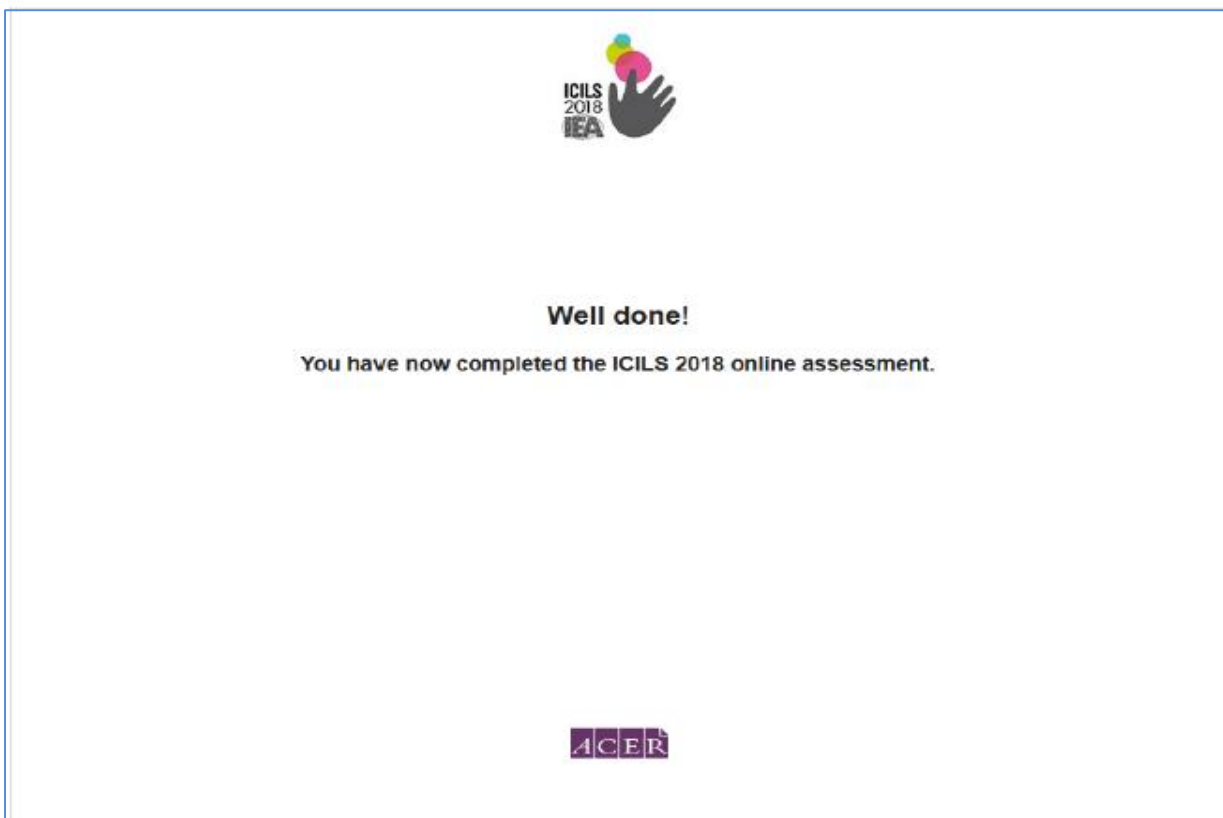 ICILS
2018
IEA
Well done!
You have now completed the ICILS 2018 online assessment.
ACER